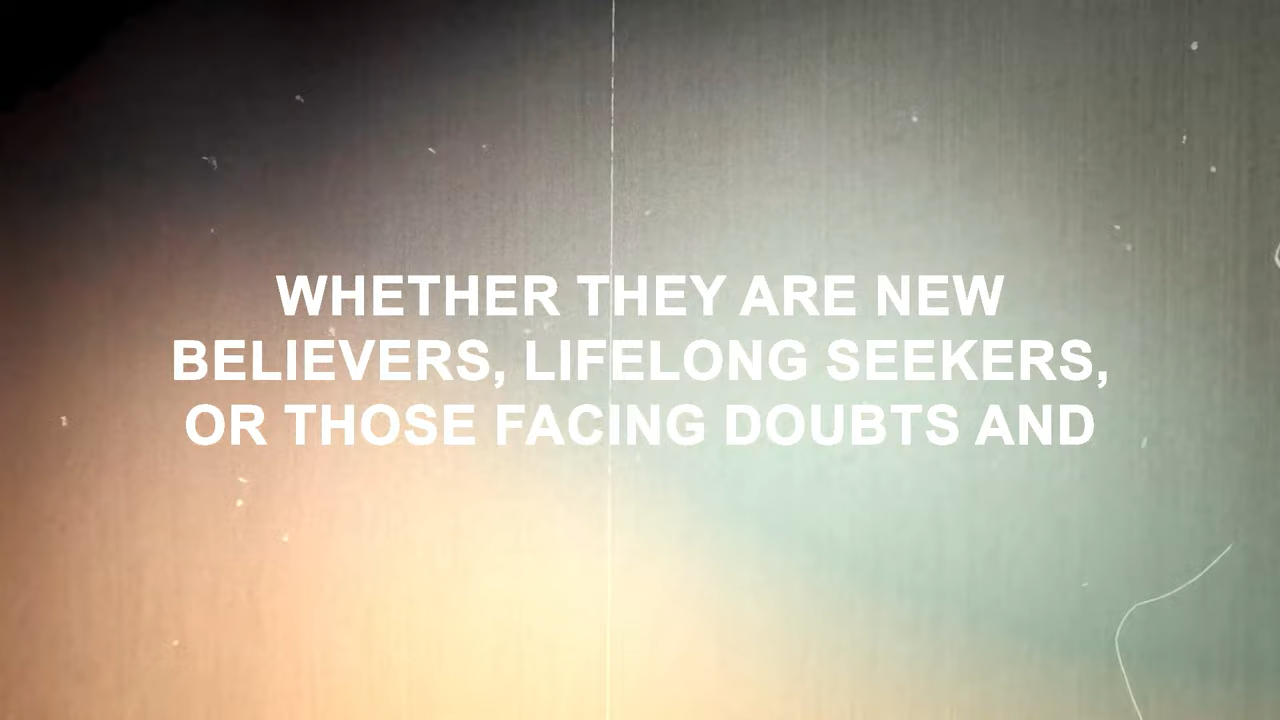 WHETHER THEY ARE NEW
BELIEVERS, LIFELONG SEEKERS,
OR THOSE FACING DOUBTS AND